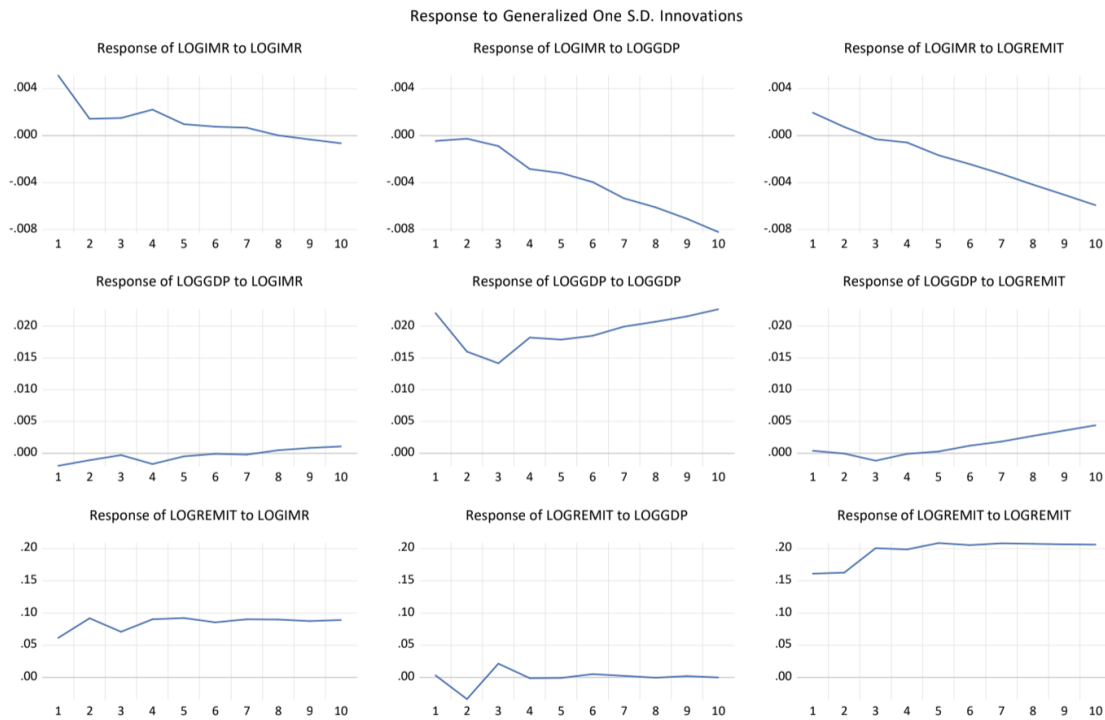 Response to Generalized One S.D. Innovations
Response of LOGIMR to LOGIMR
.004
.000
-.004
-.008
1 2 3 4 5 6 7 8 9 10
Response of LOGIMR to LOGGDP
.004
.000
-.004
-.008
1 2 3 4 5 6 7 8 9 10
Response of LOGIMR to LOGREMIT
.004
.000
-.004
-.008
1 2 3 4 5 6 7 8 9 10
Response of LOGGDP to LOGIMR
.020
.015
.010
.005
.000
1 2 3 4 5 6 7 8 9 10
Response of LOGGDP to LOGGDP
.020
.015
.010
.005
.000
1 2 3 4 5 6 7 8 9 10
Response of LOGGDP to LOGREMIT
.020
.015
.010
.005
.000
1 2 3 4 5 6 7 8 9 10
Response of LOGREMIT to LOGIMR
.20
.15
.10
.05
.00
1 2 3 4 5 6 7 8 9 10
Response of LOGREMIT to LOGGDP
.20
.15
.10
.05
.00
1 2 3 4 5 6 7 8 9 10
Response of LOGREMIT to LOGREMIT
.20
.15
.10
.05
.00
1 2 3 4 5 6 7 8 9 10